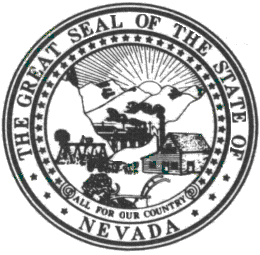 THE GREAT SEAL OF THE STATE OF
NEVADA
ALL FOR OUR COUNTRY